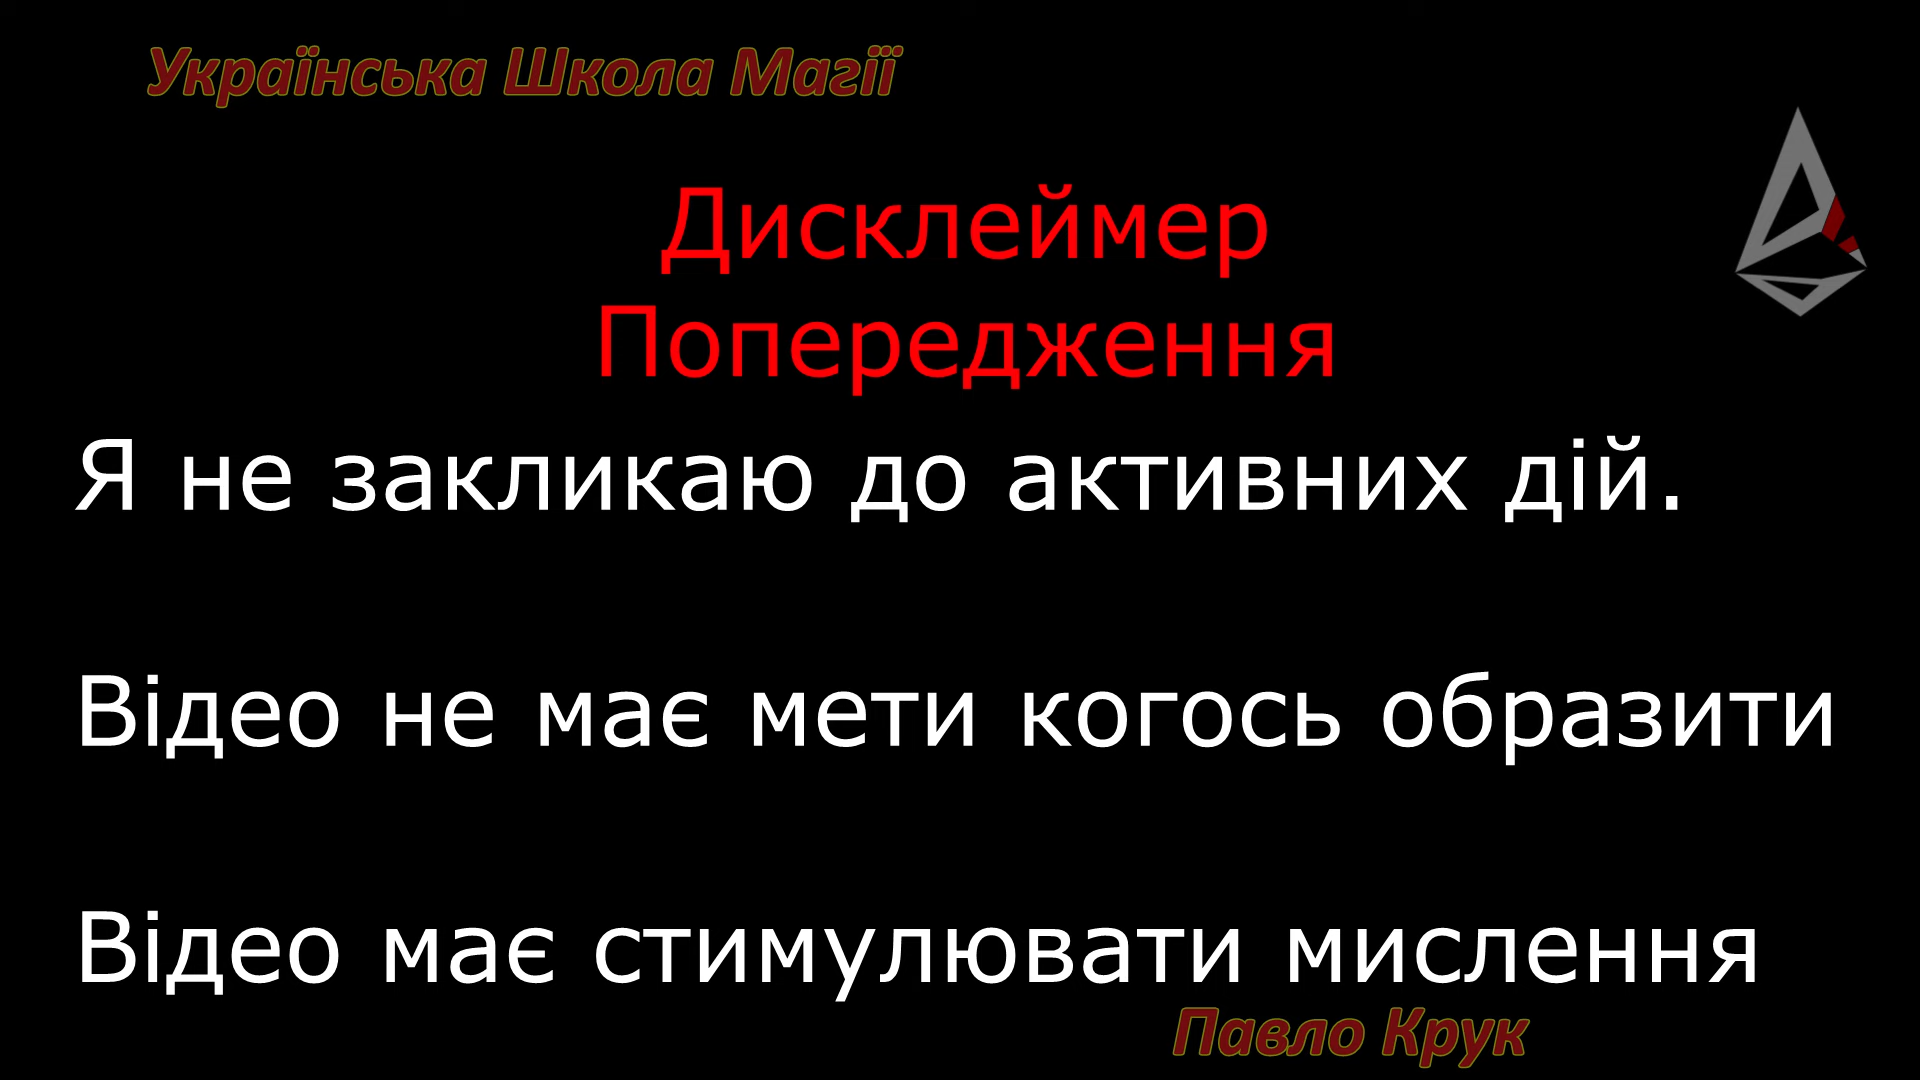 Українська Школа Магії
Дисклеймер
Попередження
Я не закликаю до активних дій.
Відео не має мети когось образити
Відео має стимулювати мислення
Павло Крук